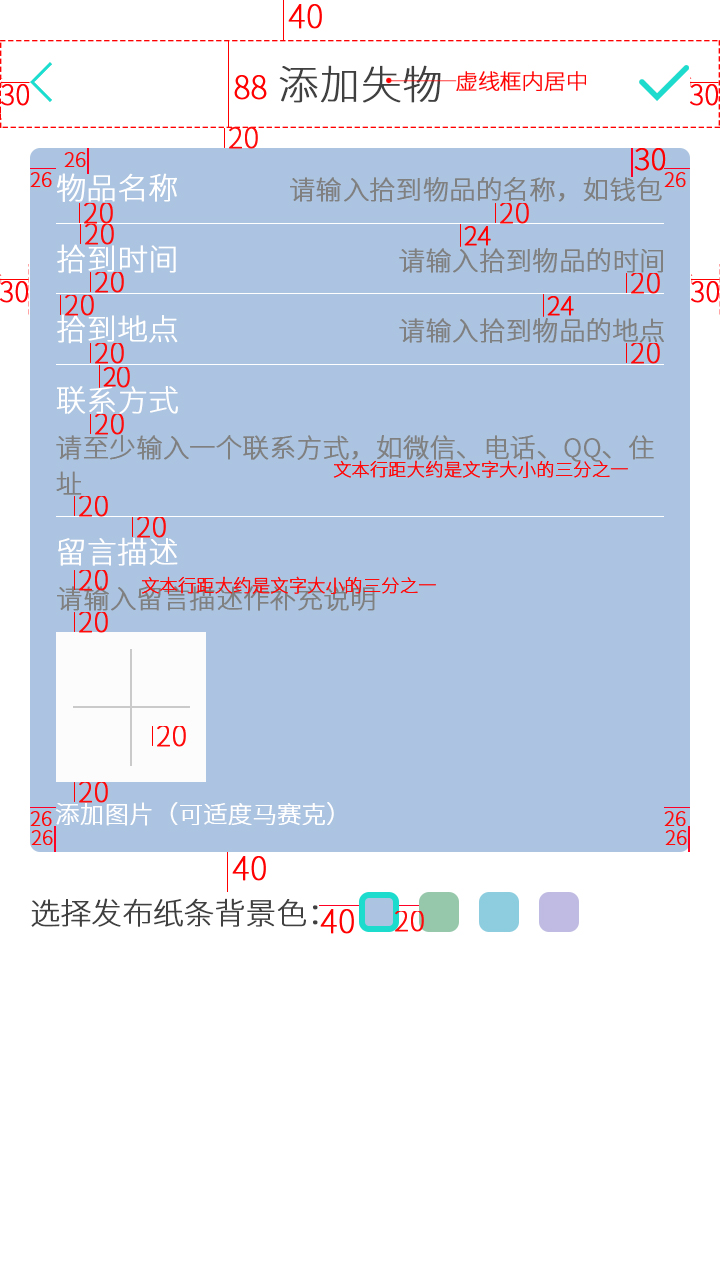 40
30
88
添加失物
虚线框内居中
30
20
26
30
26
物品名称
请输入拾到物品的名称，如钱包
26
20
20
20
24
拾到时间
请输入拾到物品的时间
30
20
20
30
20
24
拾到地点
请输入拾到物品的地点
20
20
20
联系方式
20
请至少输入一个联系方式，如微信、电话、QQ、住
址
文本行距大约是文字大小的三分之一
20
20
留言描述
20
文本行距大约是文字大小的三分之一
请输入留言描述作补充说明
20
20
20
添加图片（可适度马赛克）
26
26
26
26
40
选择发布纸条背景色：
40
20